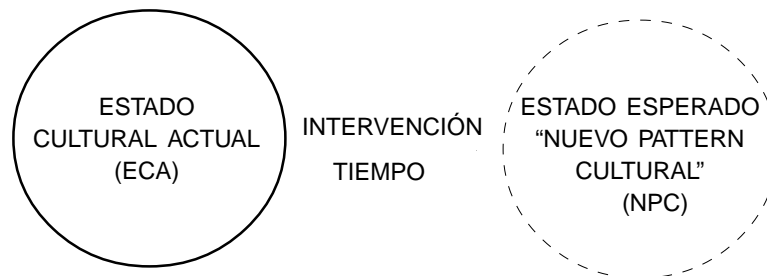 ESTADO
CULTURAL ACTUAL
(ECA)
INTERVENCIÓN
TIEMPO
ESTADO ESPERADO
“NUEVO PATTERN
CULTURAL”
(NPC)